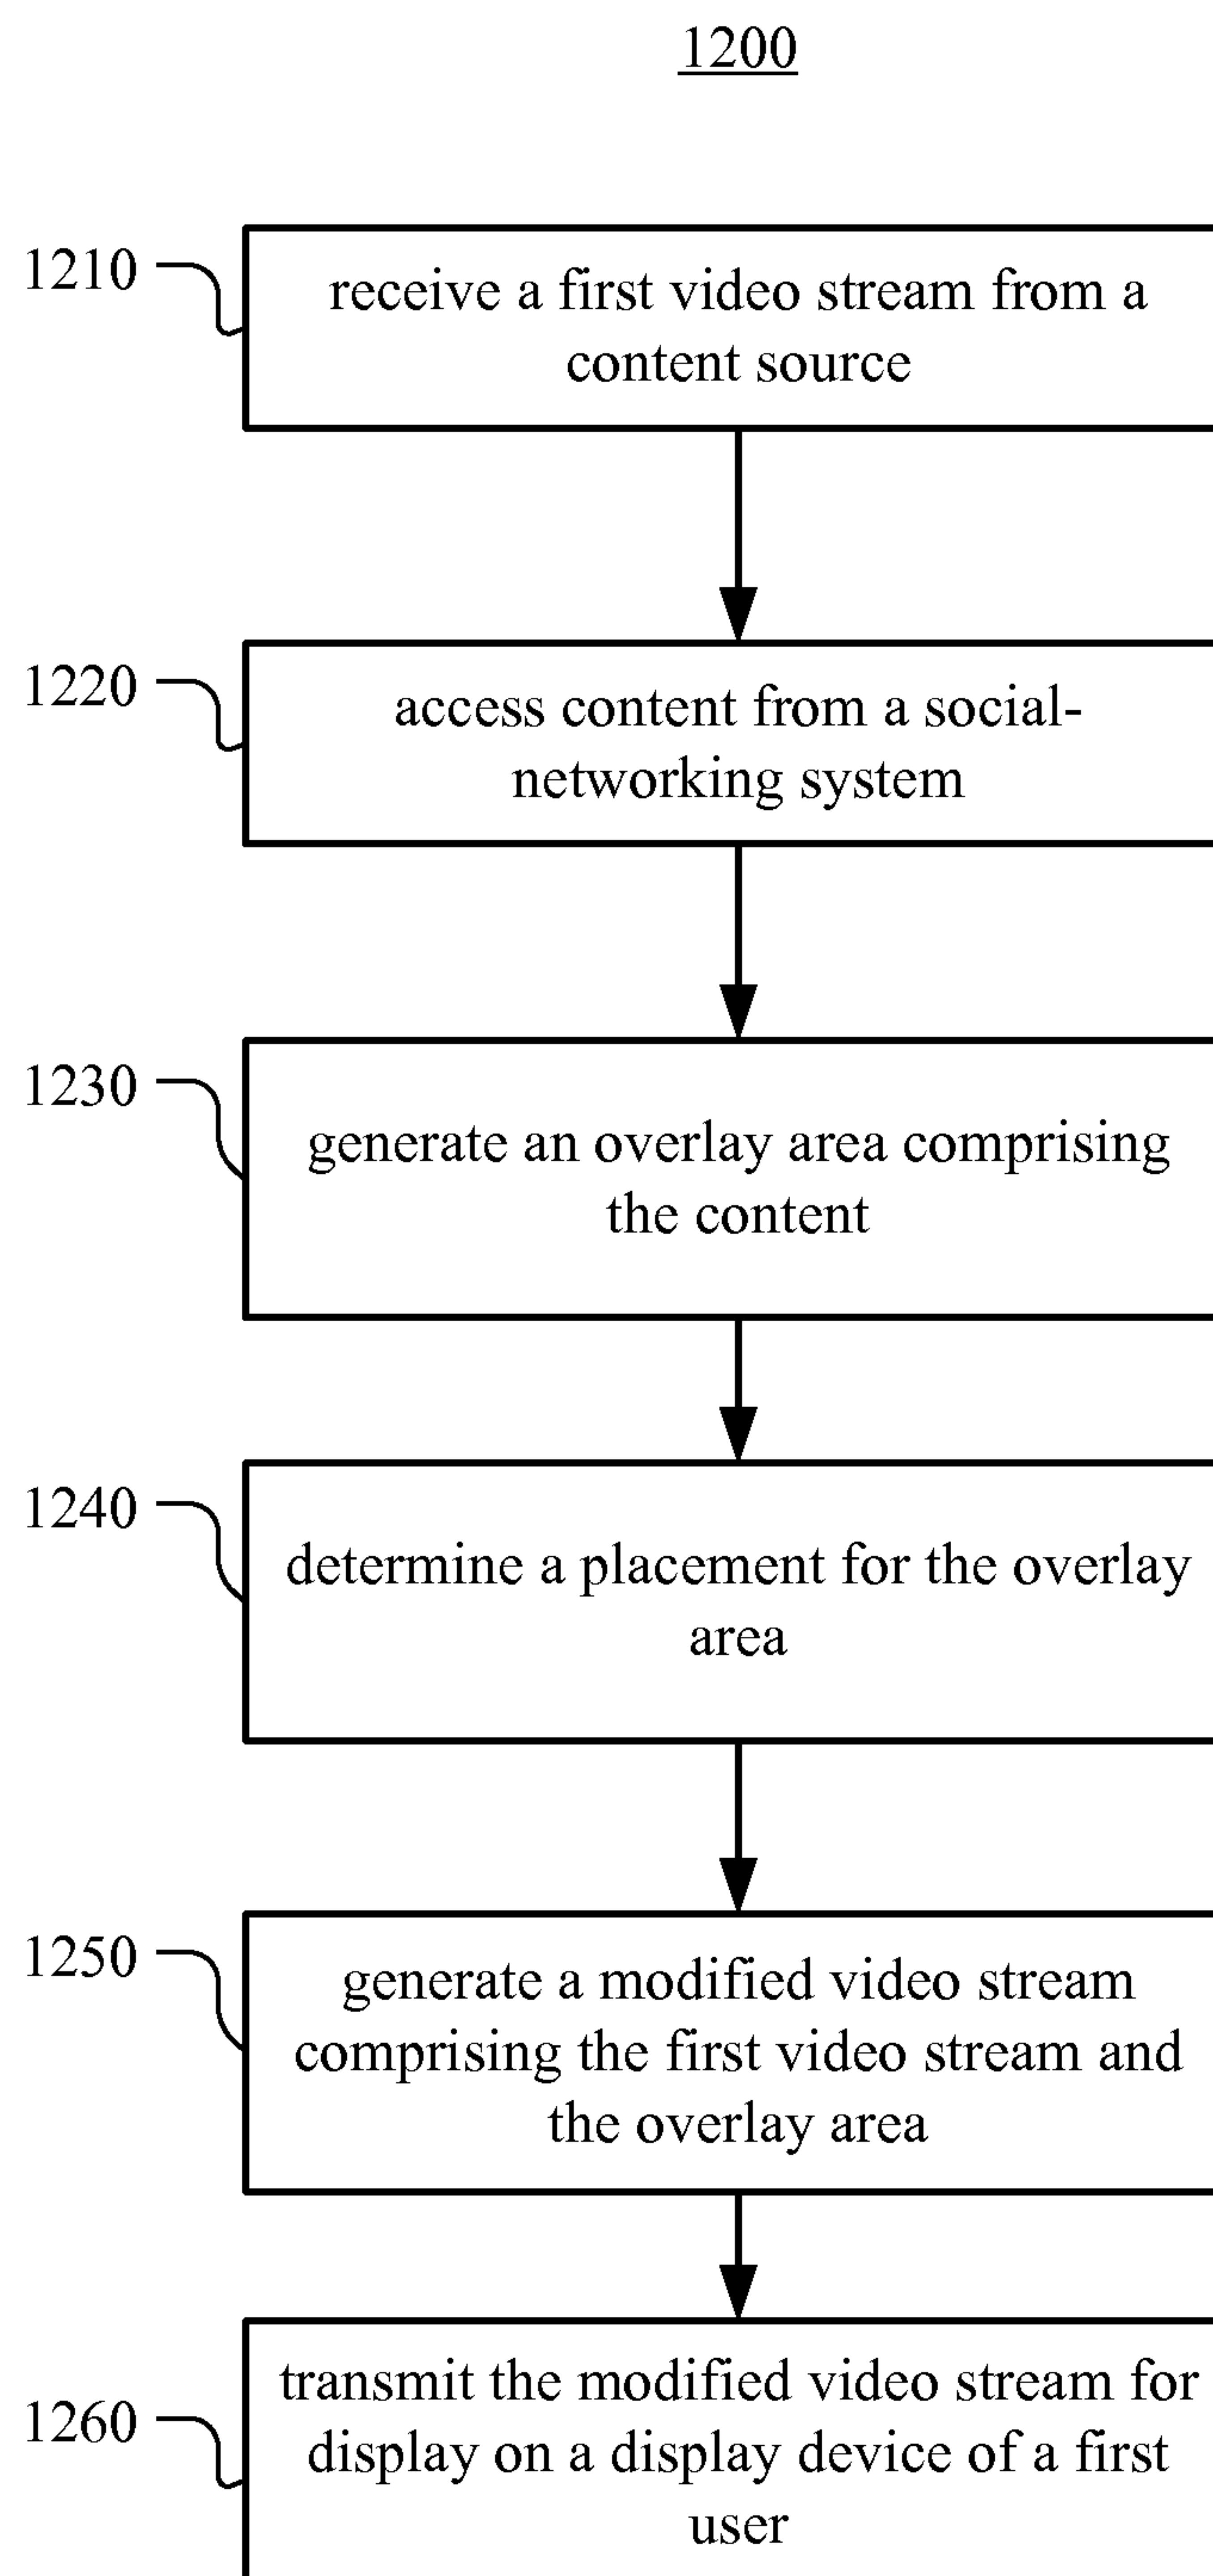 1200
1210
receive a first video stream from a
content source
1220
access content from a social-
networking system
1230
generate an overlay area comprising
the content
1240
determine a placement for the overlay
area
1250
generate a modified video stream
comprising the first video stream and
the overlay area
1260
transmit the modified video stream for
display on a display device of a first
user